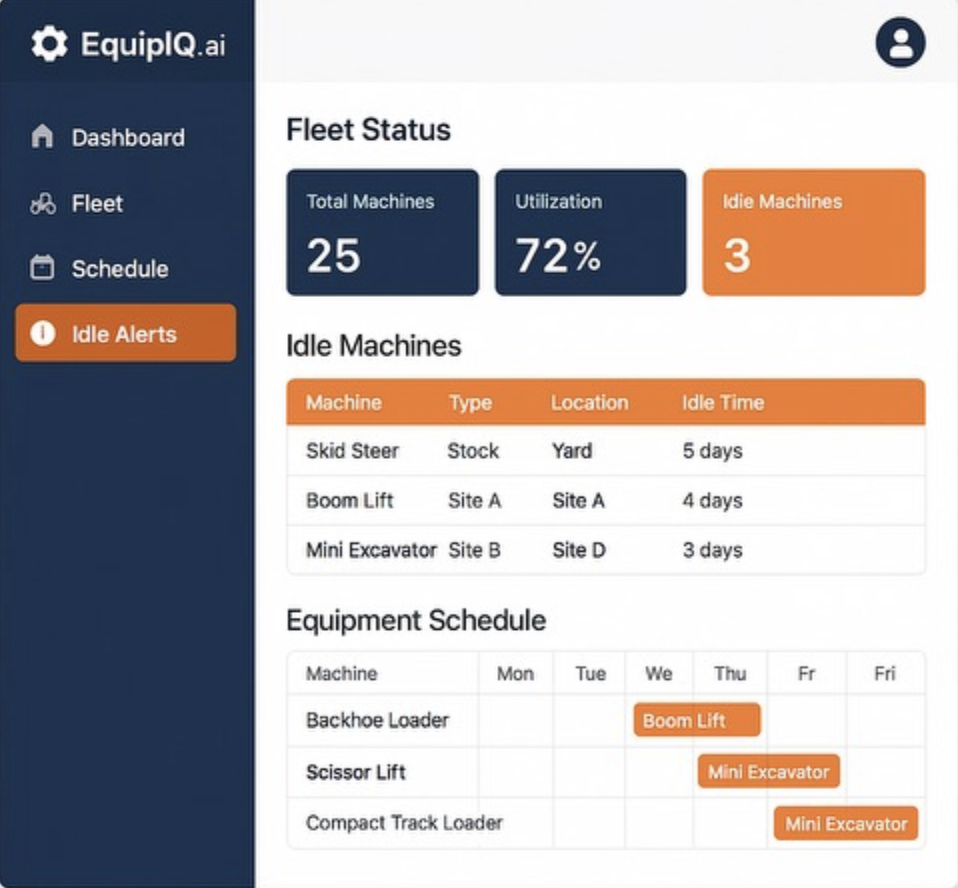 EquipIQ.ai
Dashboard
Fleet
Schedule
Idle Alerts
Fleet Status
Total Machines Utilization Idie Machines
25 72% 3
Idle Machines
Machine Type Location Idle Time
Skid Steer Stock Yard 5 days
Boom Lift Site A Site A 4 days
Mini Excavator Site B Site D 3 days
Equipment Schedule
Machine Mon Tue We Thu Fr Fri
Backhoe Loader Boom Lift
Scissor Lift Mini Excavator
Compact Track Loader Mini Excavator